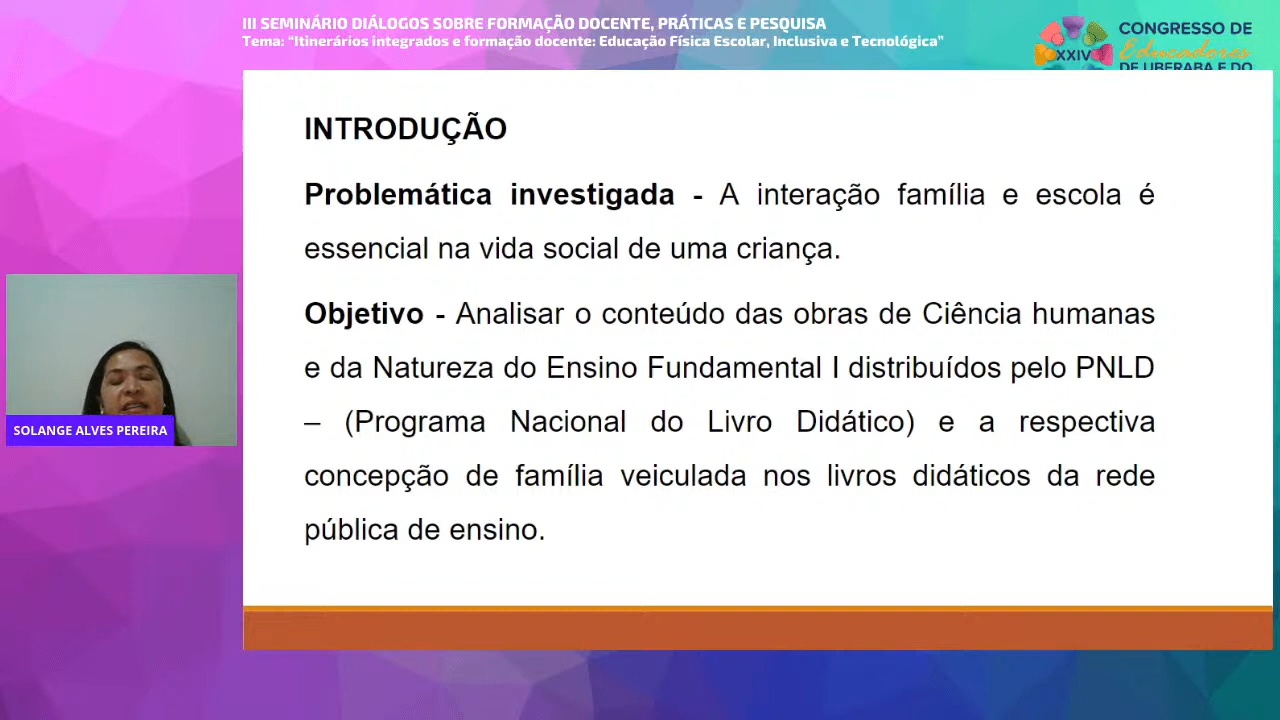 III SEMINÁRIO DIÁLOGOS SOBRE FORMAÇÃO DOCENTE, PRÁTICAS E PESQUISA
Tema: “Itinerários integrados e formação docente: Educação Física Escolar, Inclusiva e Tecnológica”
XXIV
CONGRESSO DE
Educadores
DE UBERABA E DO
INTRODUÇÃO
Problemática investigada - A interação família e escola é
essencial na vida social de uma criança.
Objetivo - Analisar o conteúdo das obras de Ciência humanas
e da Natureza do Ensino Fundamental I distribuídos pelo PNLD
– (Programa Nacional do Livro Didático) e a respectiva
concepção de família veiculada nos livros didáticos da rede
pública de ensino.
SOLANGE ALVES PEREIRA